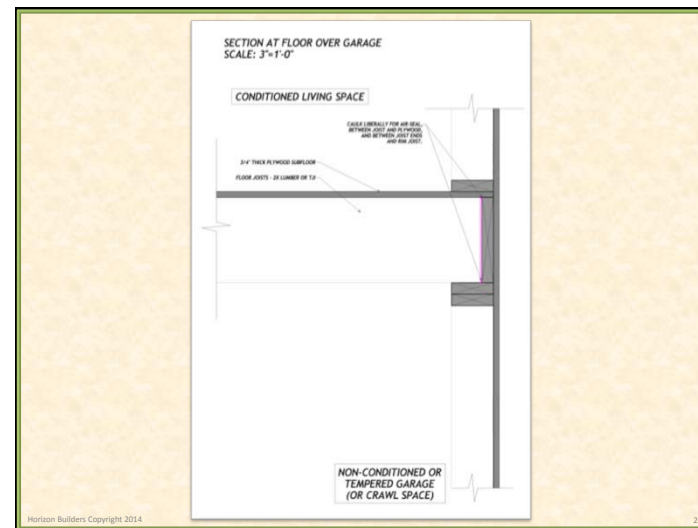 SECTION AT FLOOR OVER GARAGE
SCALE: 3"=1'-0"
CONDITIONED LIVING SPACE
CAULK LIBERALLY FOR AIR SEAL,
BETWEEN JOIST AND PLYWOOD,
AND BETWEEN JOIST ENDS
AND RIM JOIST.
3/4" THICK PLYWOOD SUBFLOOR
FLOOR JOISTS - 2X LUMBER OR TJI
NON-CONDITIONED OR
TEMPERED GARAGE
(OR CRAWL SPACE)
Horizon Builders Copyright 2014